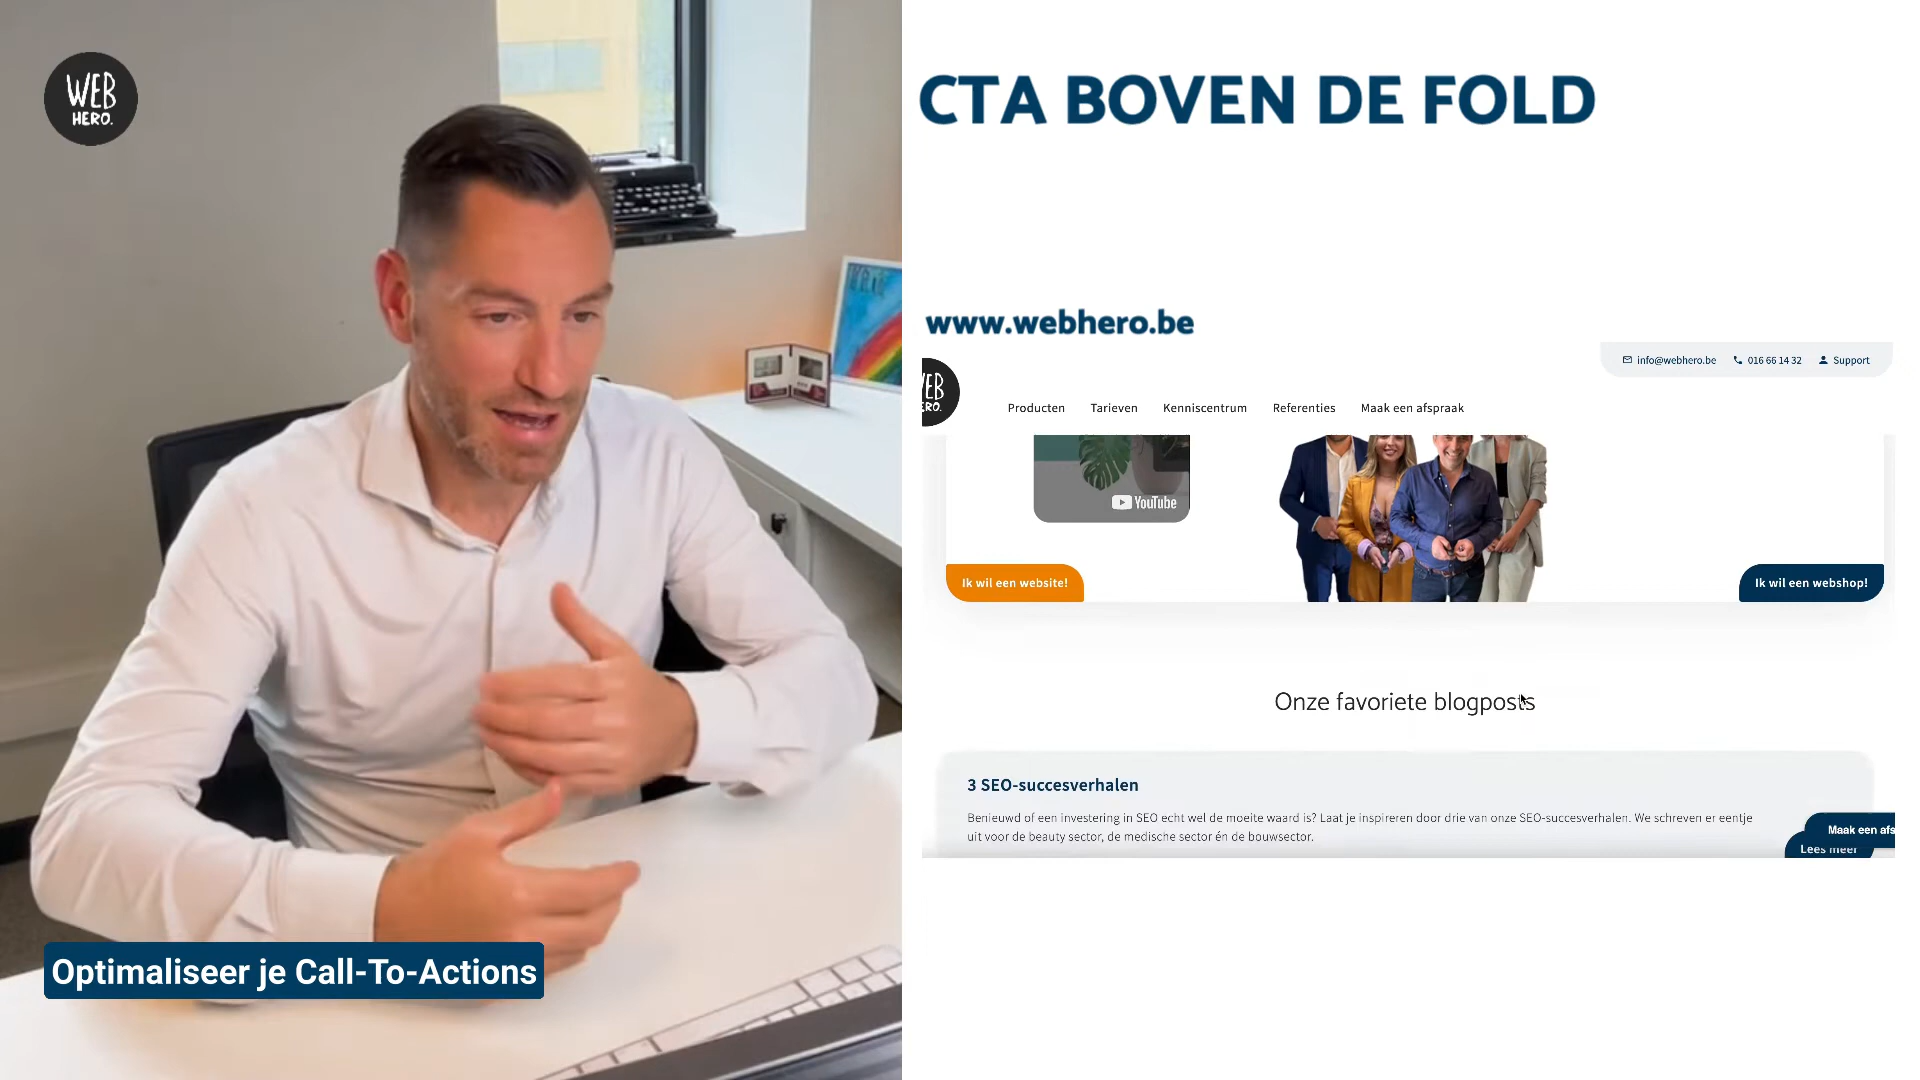 WEB
HERO.
CTA BOVEN DE FOLD
www.webhero.be
info@webhero.be 016 66 14 32 Support
Producten Tarieven Kenniscentrum Referenties Maak een afspraak
YouTube
Ik wil een website! Ik wil een webshop!
Onze favoriete blogposts
3 SEO-succesverhalen
Benieuwd of een investering in SEO echt wel de moeite waard is? Laat je inspireren door drie van onze SEO-succesverhalen. We schreven er eentje
uit voor de beauty sector, de medische sector én de bouwsector.
Maak een afs
Lees meer
Optimaliseer je Call-To-Actions